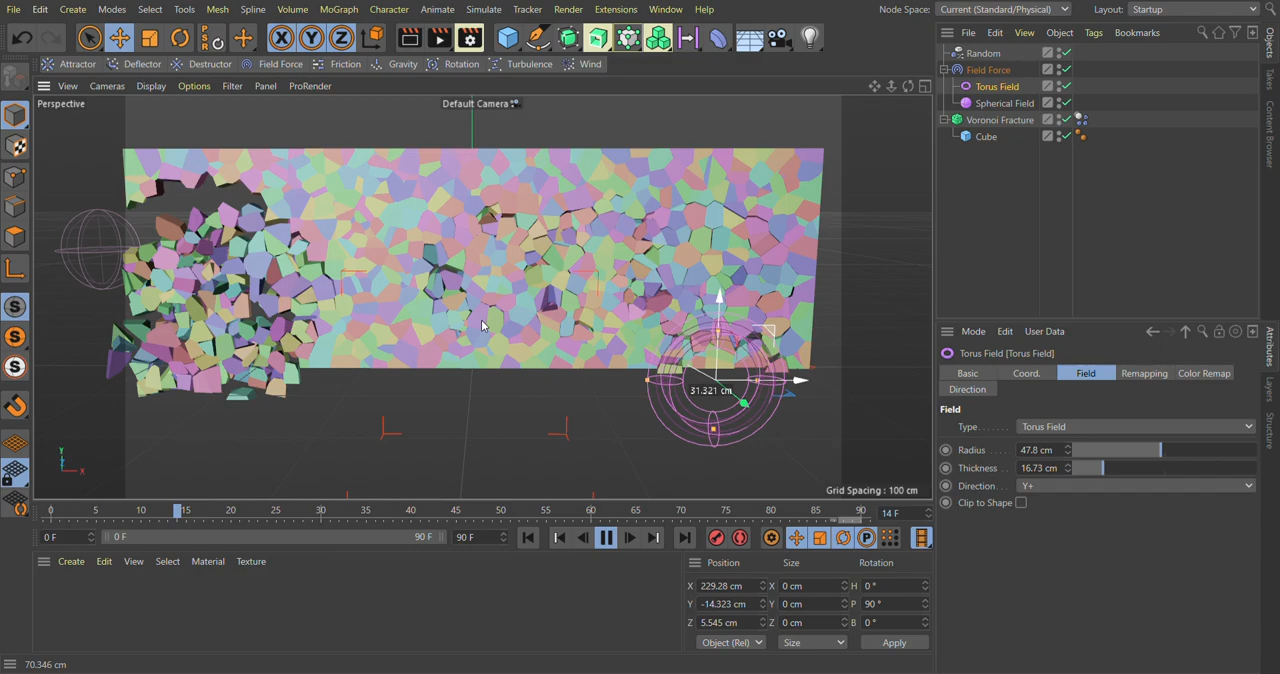 File Edit Create Modes Select Tools Mesh Spline Volume MoGraph Character Animate Simulate Tracker Render Extensions Window Help Node Space: Current (Standard/Physical) Layout: Startup
Attractor Deflector Destructor Field Force Friction Gravity Rotation Turbulence Wind
File Edit View Object Tags Bookmarks
View Cameras Display Options Filter Panel ProRender
Perspective Default Camera
Random
Field Force
Torus Field
Spherical Field
Voronoi Fracture
Cube
Objects
Takes
Content Browser
Attributes
Layers
Structure
X Y Z
P
S
R
S
S
S
31.321 cm
Y
Z
X
Grid Spacing : 100 cm
Mode Edit User Data
Torus Field [Torus Field]
Basic Coord. Field Remapping Color Remap
Direction
Field
Type....... Torus Field
Radius .... 47.8 cm
Thickness.. 16.73 cm
Direction... Y+
Clip to Shape
0 5 10 15 20 25 30 35 40 45 50 55 60 65 70 75 80 85 90 14 F
0 F 0 F 90 F 90 F
P
Create Edit View Select Material Texture
Position Size Rotation
X 229.28 cm X 0 cm H 0 °
Y -14.323 cm Y 0 cm P 90 °
Z 5.545 cm Z 0 cm B 0 °
Object (Rel) Size Apply
70.346 cm